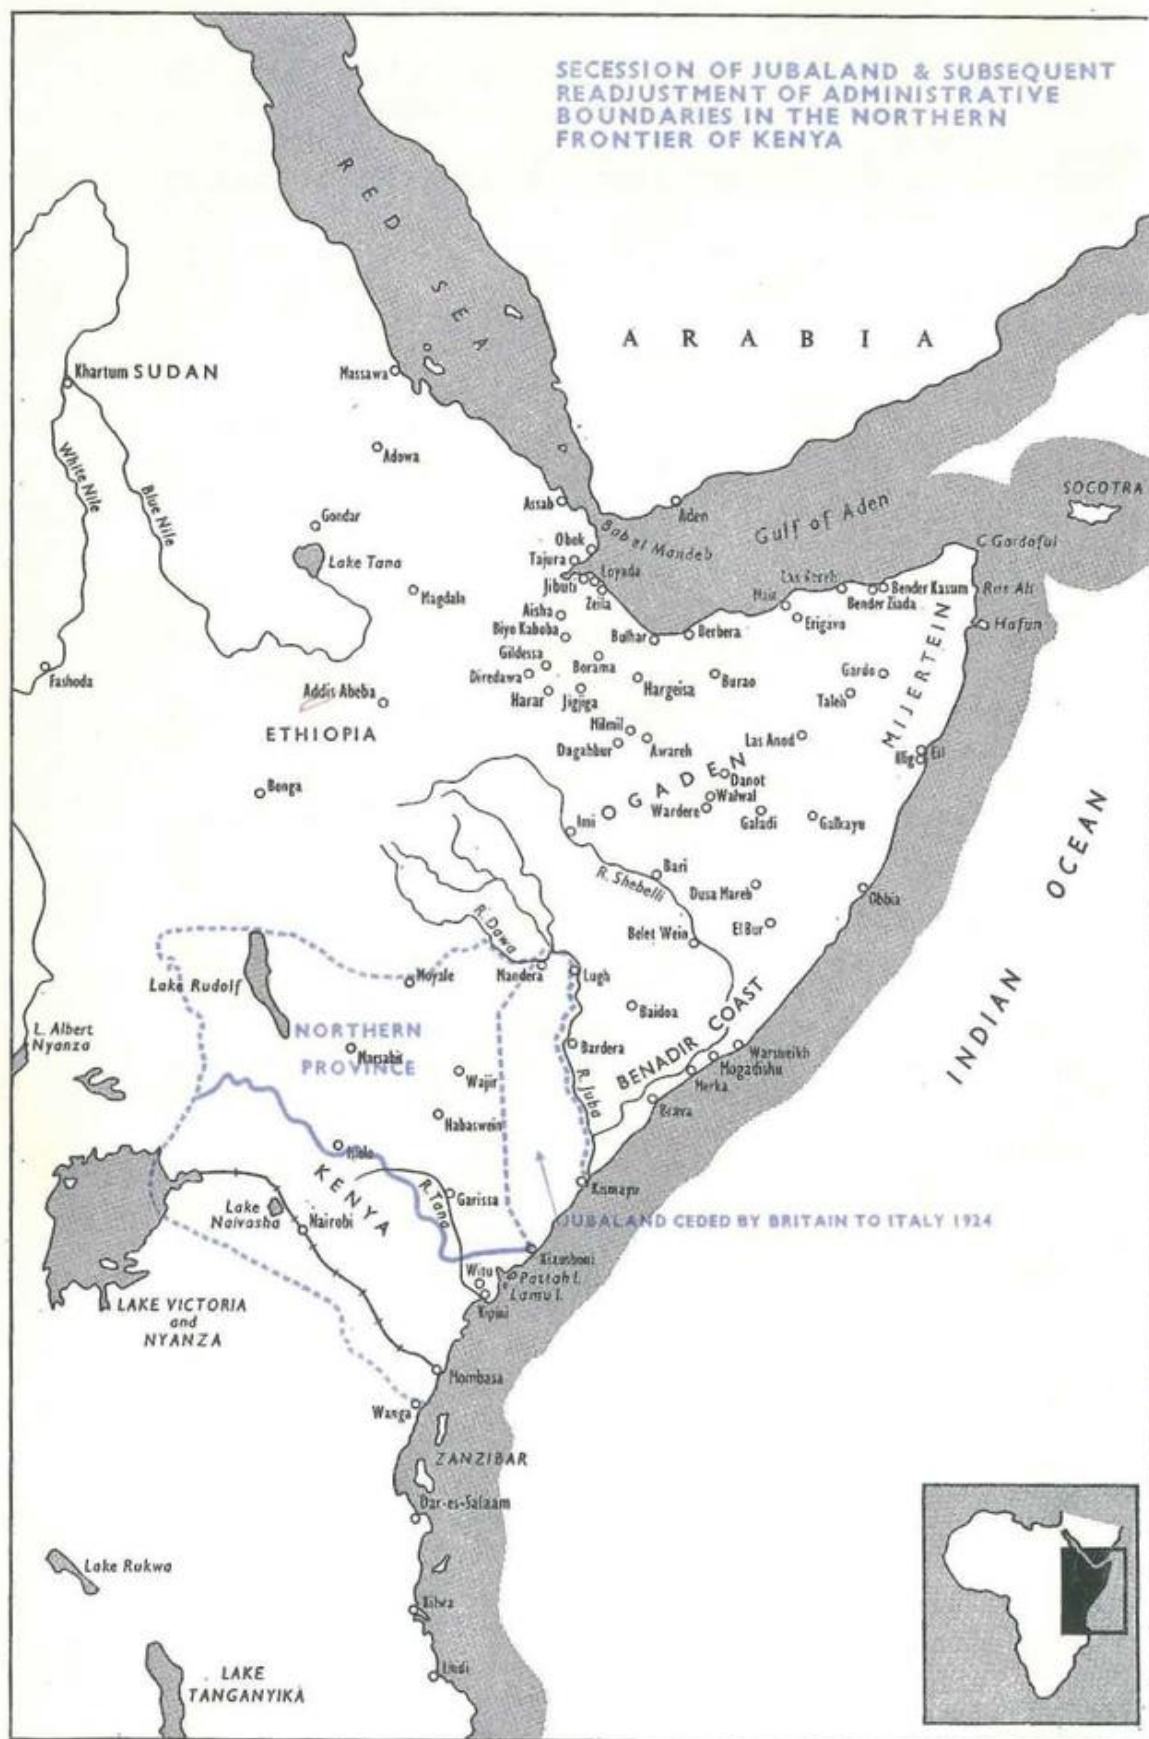 SECESSION OF JUBALAND & SUBSEQUENT
READJUSTMENT OF ADMINISTRATIVE
BOUNDARIES IN THE NORTHERN
FRONTIER OF KENYA
RED SEA
ARABIA
Khartum SUDAN
Massawa
Adowa
White Nile
Blue Nile
Gondar
Lake Tana
Magdala
Assab
Aden
Gulf of Aden
SOCOTRA
Bab el Mandeb
Obok
Tajura
Loyada
Jibuti
Zeila
C. Gardaful
Bender Kasum
Bender Ziada
Hafun
Aisha
Biyo Kaboba
Bulhar
Berbera
Erigavo
Gildessa
Borama
Diredawa
Harar
Jigjiga
Hargeisa
Burao
Gardo
Taleh
MIJERTEIN
Fashoda
Addis Abeba
ETHIOPIA
Dagahbur
Awareh
Las Anod
Illig
Eil
Bonga
OGADEN
Danot
Walwal
Wardere
Galadi
Galkayu
Imi
INDIAN OCEAN
Bari
R. Shebelli
Dusa Mareb
Obbia
R. Dawa
Belet Wein
El Bur
Lake Rudolf
Moyale
Mandera
Lugh
L. Albert
Nyanza
NORTHERN
PROVINCE
Marsabit
Wajir
Baidoa
Bardera
BENADIR COAST
Warsheikh
Mogadishu
Merka
Brava
R. Juba
Habaswein
Isiolo
KENYA
R. Tana
Garissa
Kismayu
Lake
Naivasha
Nairobi
JUBALAND CEDED BY BRITAIN TO ITALY 1924
Witu
Pattah I.
Lamu I.
Kipini
LAKE VICTORIA
and
NYANZA
Mombasa
Wanga
ZANZIBAR
Dar-es-Salaam
Lake Rukwa
Kilwa
Lindi
LAKE
TANGANYIKA